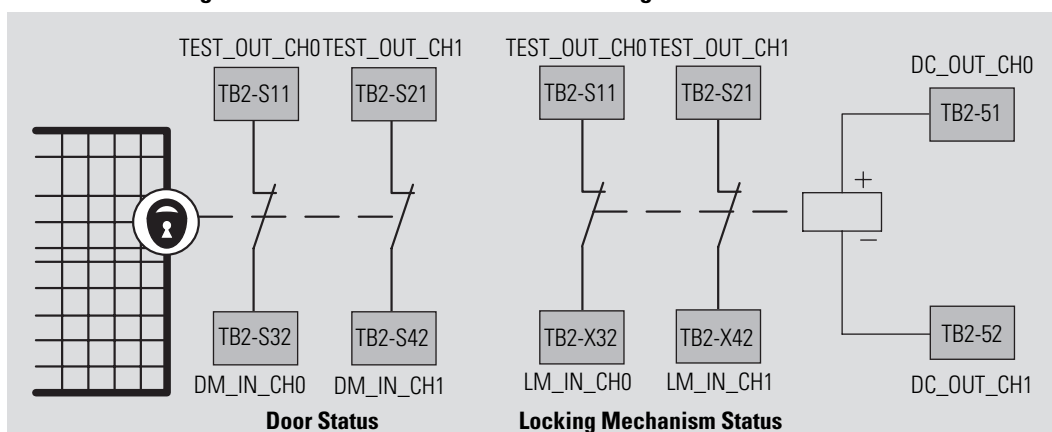 TEST_OUT_CH0 TEST_OUT_CH1 TEST_OUT_CH0 TEST_OUT_CH1
DC_OUT_CH0
TB2-S11 TB2-S21 TB2-S11 TB2-S21
TB2-51
+
−
TB2-S32 TB2-S42 TB2-X32 TB2-X42
TB2-52
DM_IN_CH0 DM_IN_CH1 LM_IN_CH0 LM_IN_CH1
DC_OUT_CH1
Door Status Locking Mechanism Status